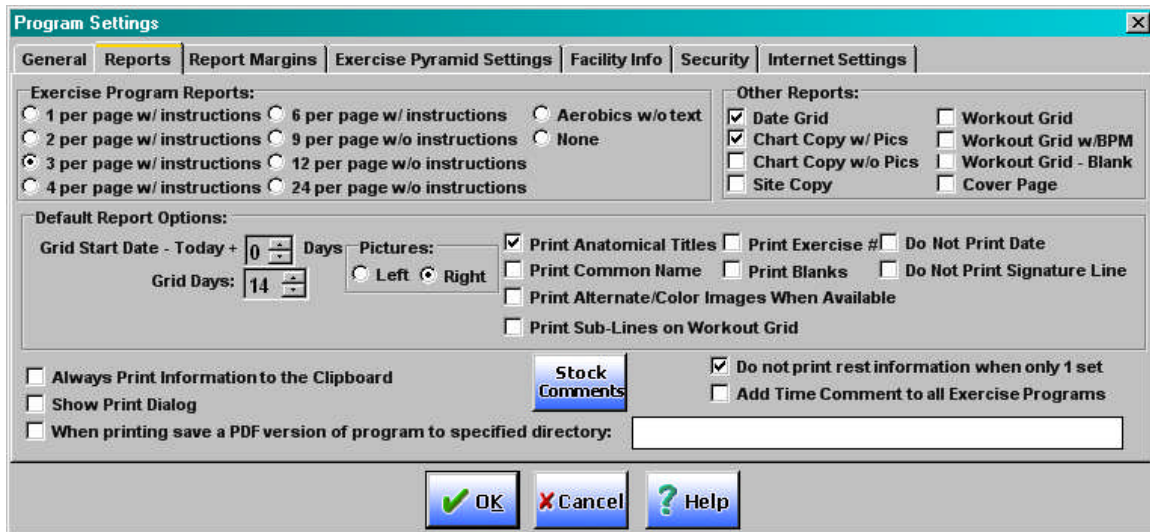 Program Settings
General Reports Report Margins Exercise Pyramid Settings Facility Info Security Internet Settings
Exercise Program Reports:
1 per page w/ instructions 6 per page w/ instructions Aerobics w/o text
2 per page w/ instructions 9 per page w/o instructions None
3 per page w/ instructions 12 per page w/o instructions
4 per page w/ instructions 24 per page w/o instructions
Other Reports:
Date Grid Workout Grid
Chart Copy w/ Pics Workout Grid w/BPM
Chart Copy w/o Pics Workout Grid - Blank
Site Copy Cover Page
Default Report Options:
Grid Start Date - Today + 0 Days
Grid Days: 14
Pictures:
Left Right
Print Anatomical Titles Print Exercise # Do Not Print Date
Print Common Name Print Blanks Do Not Print Signature Line
Print Alternate/Color Images When Available
Print Sub-Lines on Workout Grid
Always Print Information to the Clipboard
Show Print Dialog
When printing save a PDF version of program to specified directory:
Stock
Comments
Do not print rest information when only 1 set
Add Time Comment to all Exercise Programs
OK Cancel Help